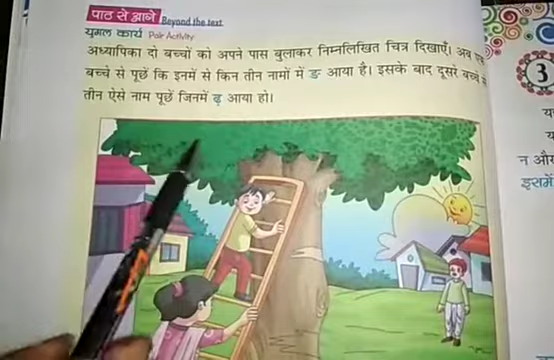 पाठ से आगे Beyond the text
युगल कार्य Pair Activity
अध्यापिका दो बच्चों को अपने पास बुलाकर निम्नलिखित चित्र दिखाएँ। अब
बच्चे से पूछें कि इनमें से किन तीन नामों में ङ आया है। इसके बाद दूसरे बच्चे
तीन ऐसे नाम पूछें जिनमें ढ़ आया हो।
3
न और
इसमें